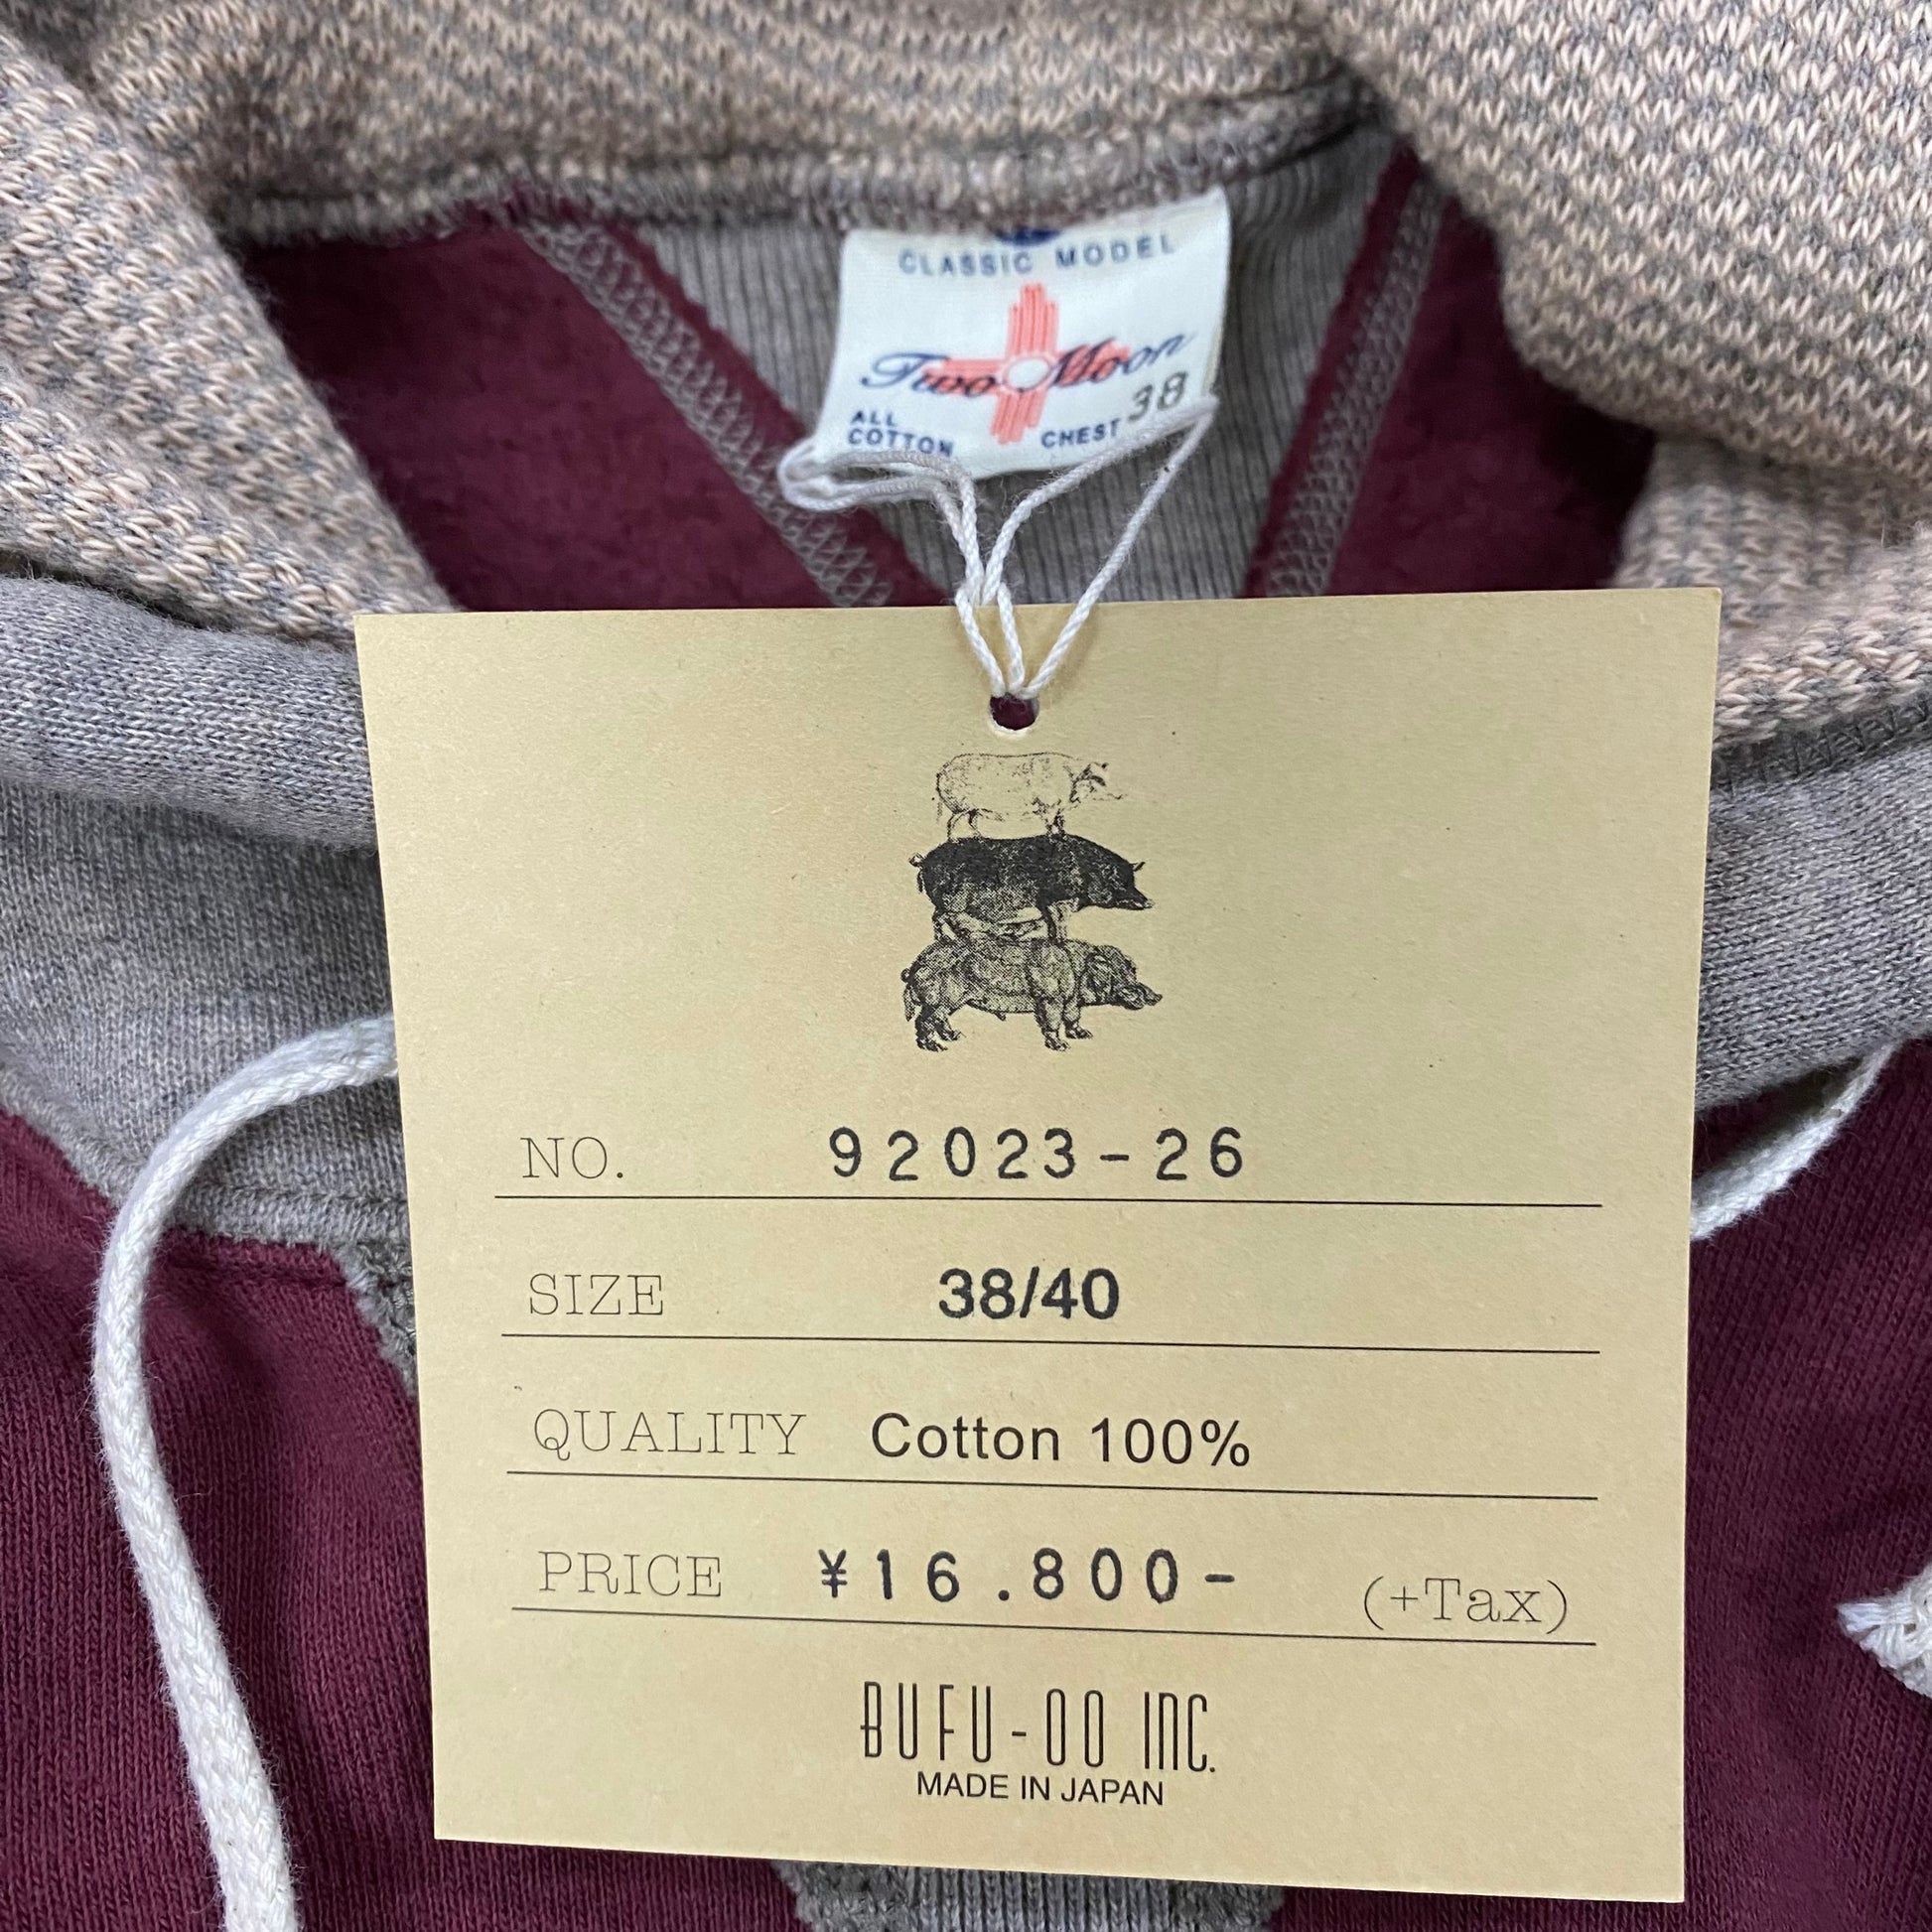 CLASSIC MODEL
Two Moon
ALL COTTON
CHEST 38
NO. 92023-26
SIZE 38/40
QUALITY Cotton 100%
PRICE ¥16.800- (+Tax)
BUFU-OO INC.
MADE IN JAPAN